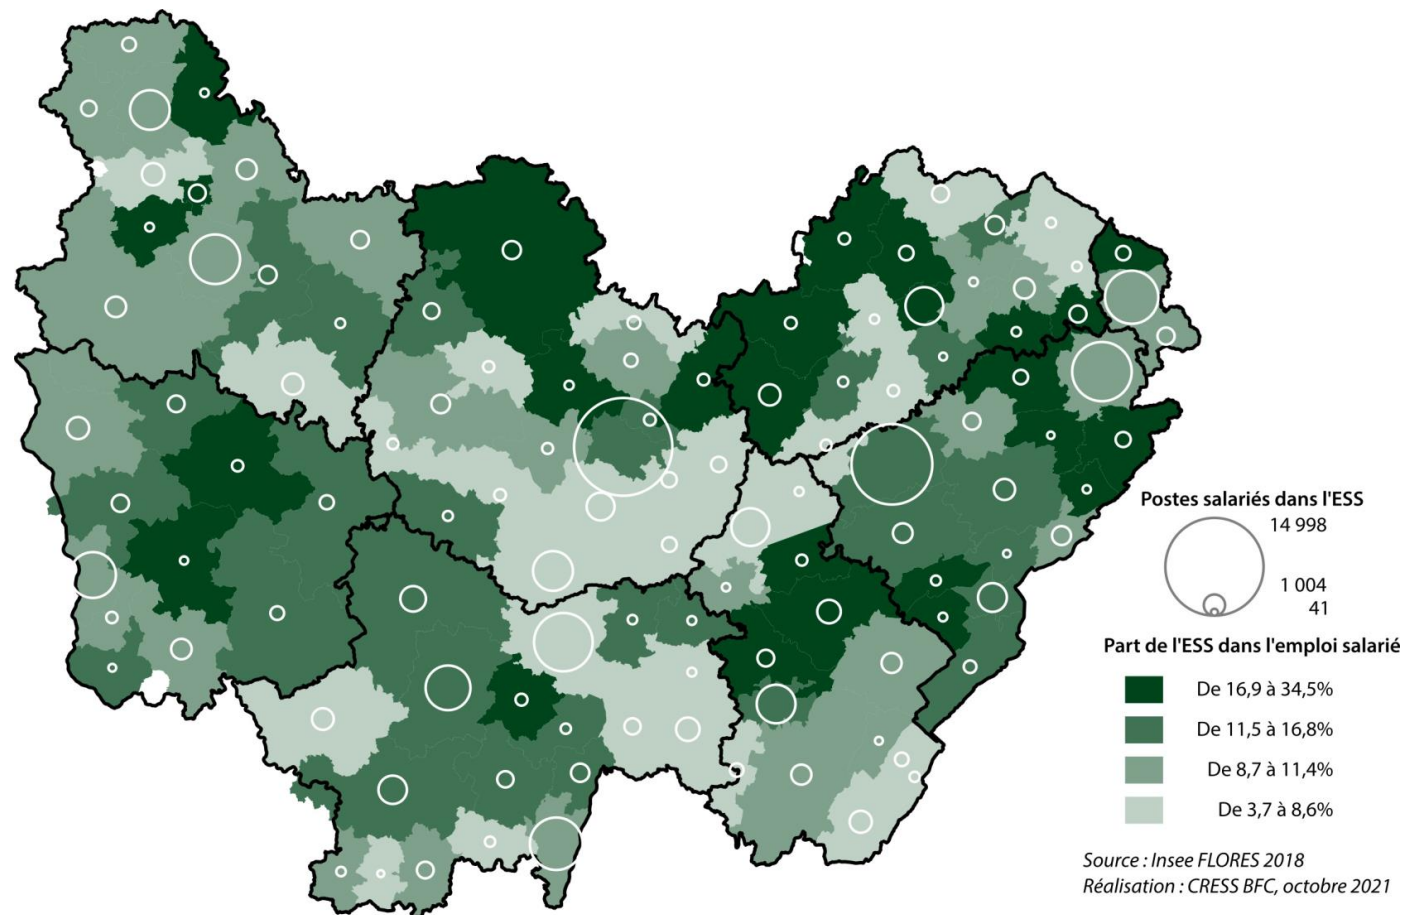 Postes salariés dans l'ESS
14 998
1 004
41
Part de l'ESS dans l'emploi salarié
De 16,9 à 34,5%
De 11,5 à 16,8%
De 8,7 à 11,4%
De 3,7 à 8,6%
Source : Insee FLORES 2018
Réalisation : CRESS BFC, octobre 2021